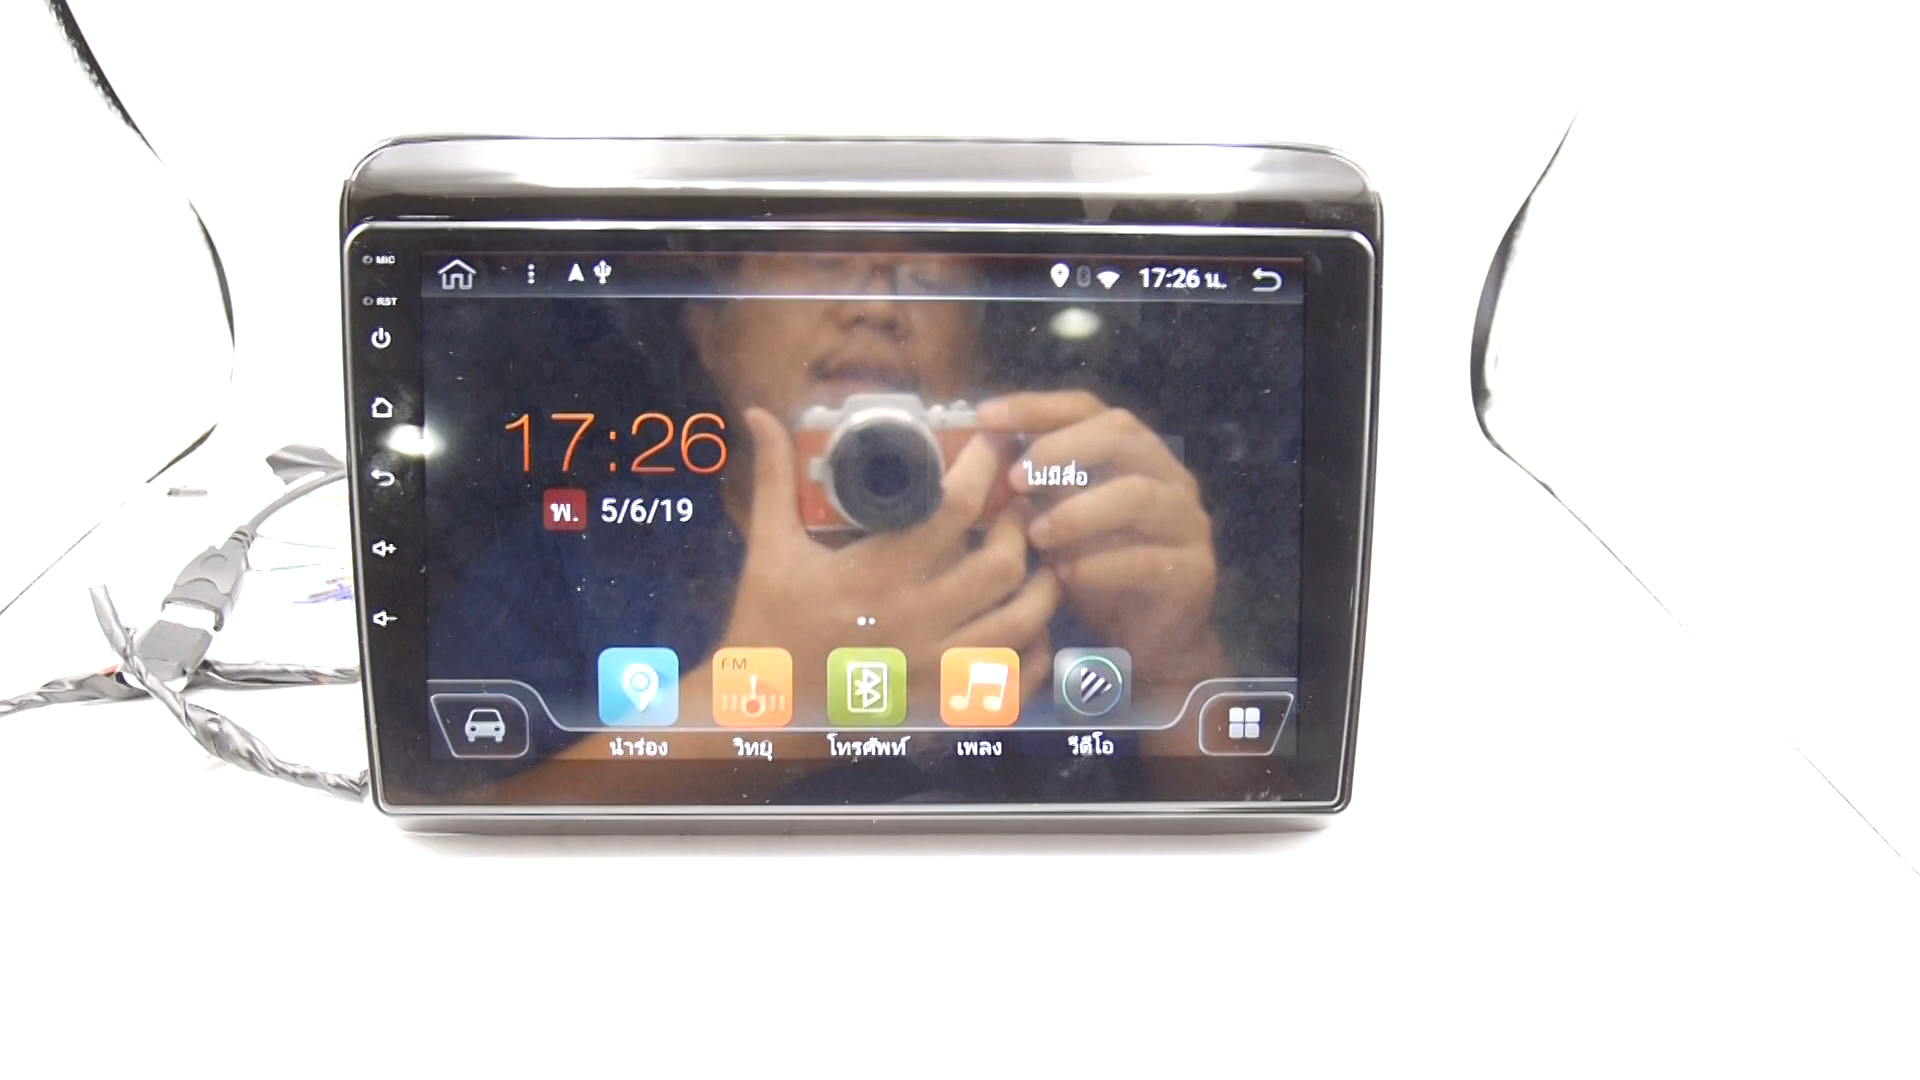 MIC
RST
17:26 น.
17:26
พ. 5/6/19
ไม่มีสื่อ
FM
นำร่อง วิทยุ โทรศัพท์ เพลง วีดีโอ